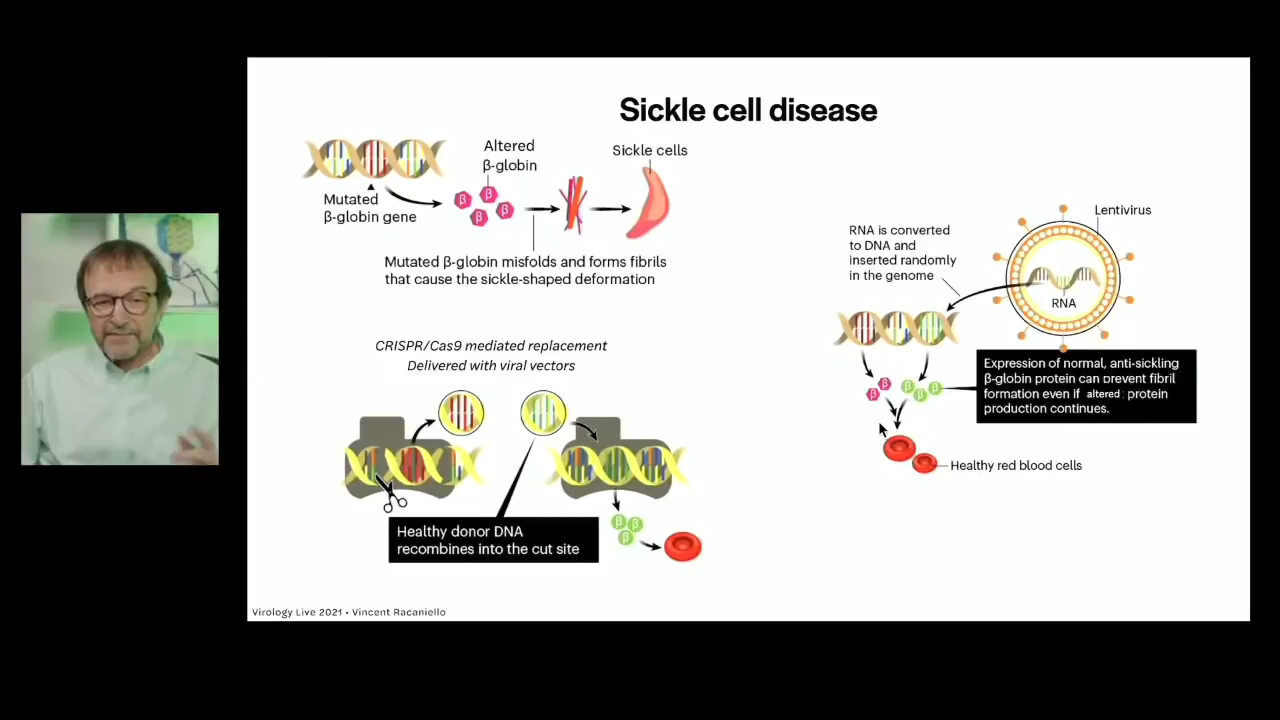 Sickle cell disease
Altered
β-globin
Sickle cells
Mutated
β-globin gene
β
β
β
β
Mutated β-globin misfolds and forms fibrils
that cause the sickle-shaped deformation
CRISPR/Cas9 mediated replacement
Delivered with viral vectors
Healthy donor DNA
recombines into the cut site
β
β
β
Lentivirus
RNA is converted
to DNA and
inserted randomly
in the genome
RNA
Expression of normal, anti-sickling
β-globin protein can prevent fibril
formation even if altered : protein
production continues.
β
β
β
β
β
Healthy red blood cells
Virology Live 2021 • Vincent Racaniello